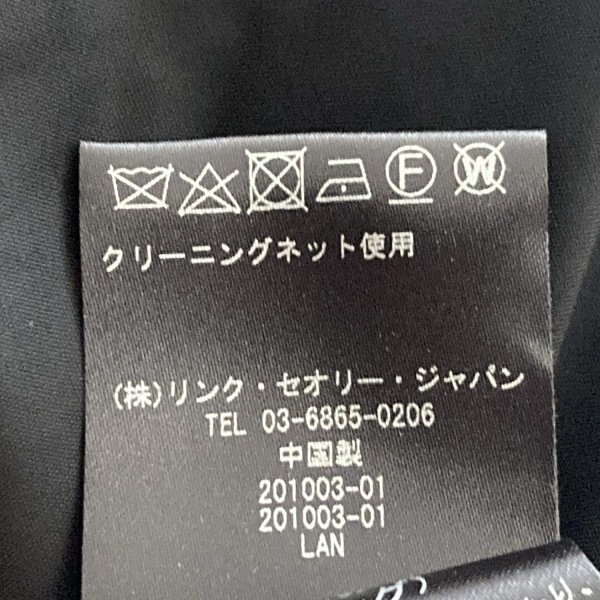 F W
クリーニングネット使用
(株)リンク・セオリー・ジャパン
TEL 03-6865-0206
中国製
201003-01
201003-01
LAN